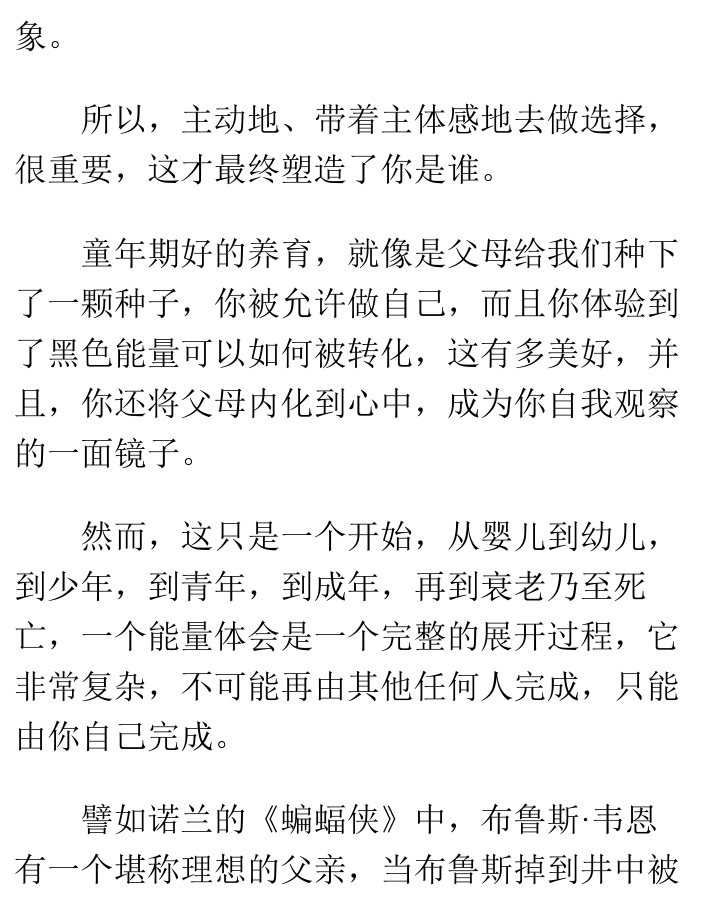 象。
所以，主动地、带着主体感地去做选择，
很重要，这才最终塑造了你是谁。
童年期好的养育，就像是父母给我们种下
了一颗种子，你被允许做自己，而且你体验到
了黑色能量可以如何被转化，这有多美好，并
且，你还将父母内化到心中，成为你自我观察
的一面镜子。
然而，这只是一个开始，从婴儿到幼儿，
到少年，到青年，到成年，再到衰老乃至死
亡，一个能量体会是一个完整的展开过程，它
非常复杂，不可能再由其他任何人完成，只能
由你自己完成。
譬如诺兰的《蝙蝠侠》中，布鲁斯·韦恩
有一个堪称理想的父亲，当布鲁斯掉到井中被